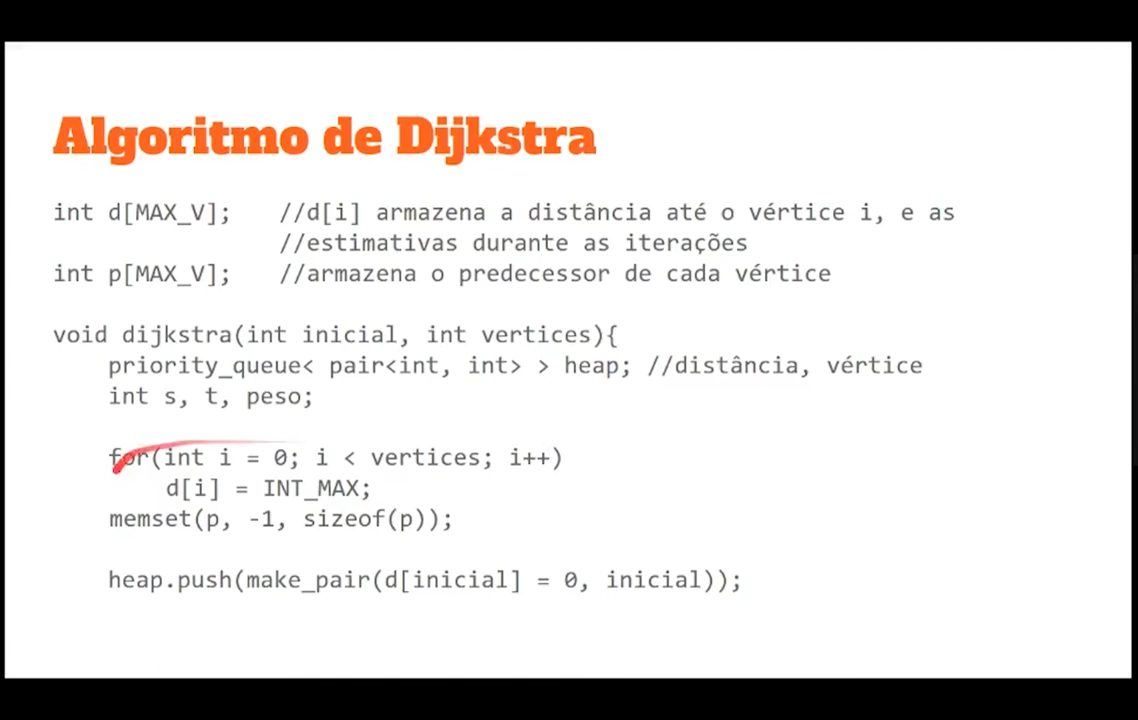 Algoritmo de Dijkstra
int d[MAX_V]; //d[i] armazena a distância até o vértice i, e as
//estimativas durante as iterações
int p[MAX_V]; //armazena o predecessor de cada vértice
void dijkstra(int inicial, int vertices){
priority_queue< pair<int, int> > heap; //distância, vértice
int s, t, peso;
for(int i = 0; i < vertices; i++)
d[i] = INT_MAX;
memset(p, -1, sizeof(p));
heap.push(make_pair(d[inicial] = 0, inicial));